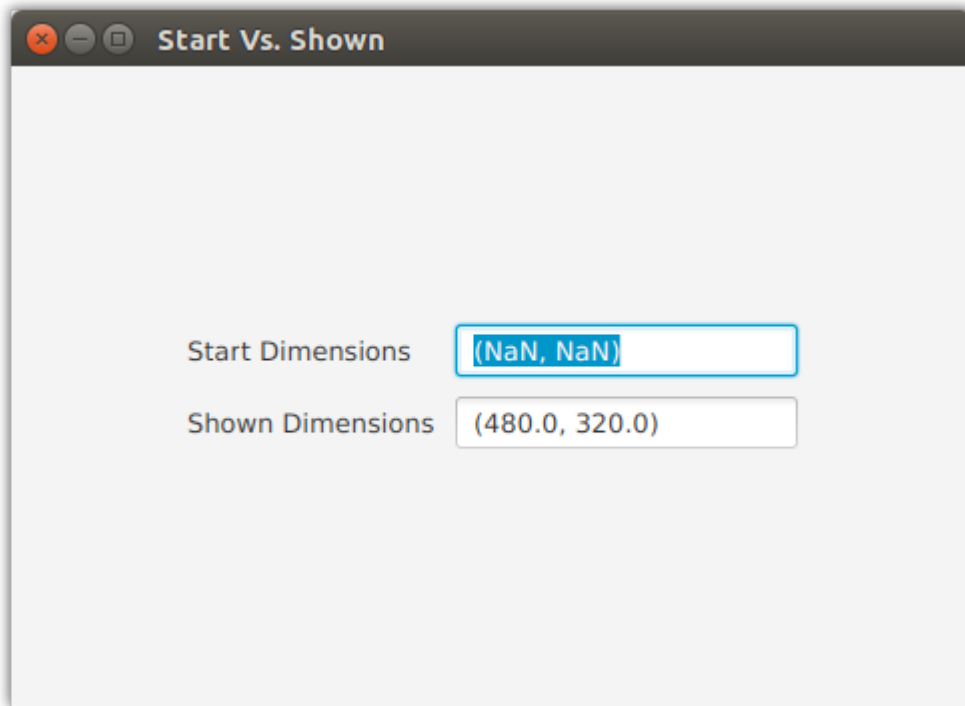 Start Vs. Shown
Start Dimensions (NaN, NaN)
Shown Dimensions (480.0, 320.0)